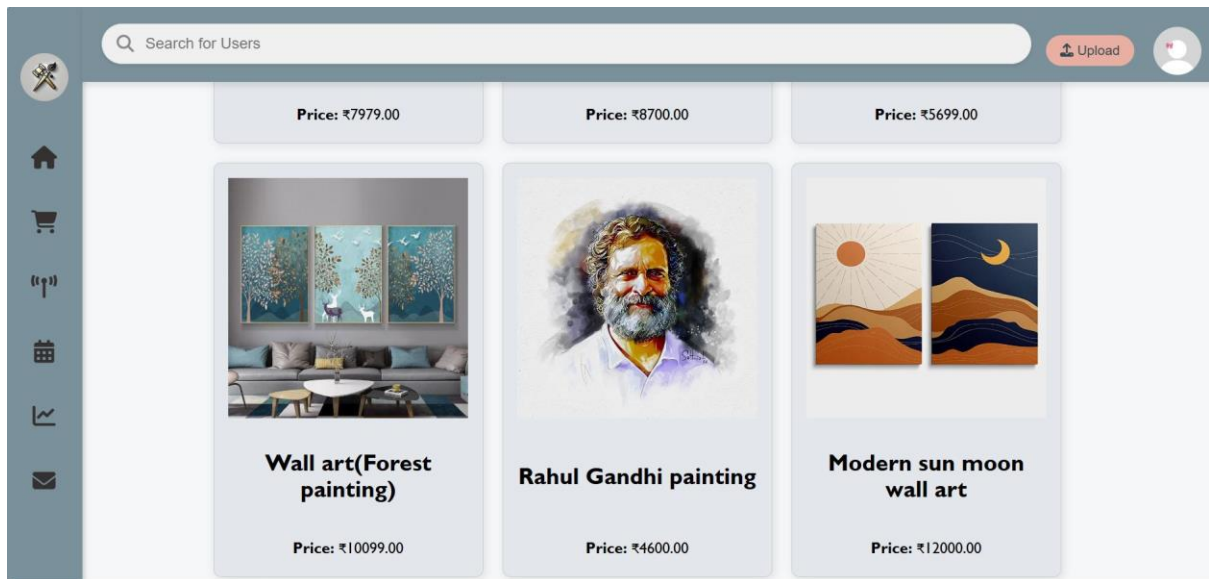 Search for Users
Upload
Price: ₹7979.00
Price: ₹8700.00
Price: ₹5699.00
Wall art(Forest
painting)
Price: ₹10099.00
Rahul Gandhi painting
Price: ₹4600.00
Modern sun moon
wall art
Price: ₹12000.00